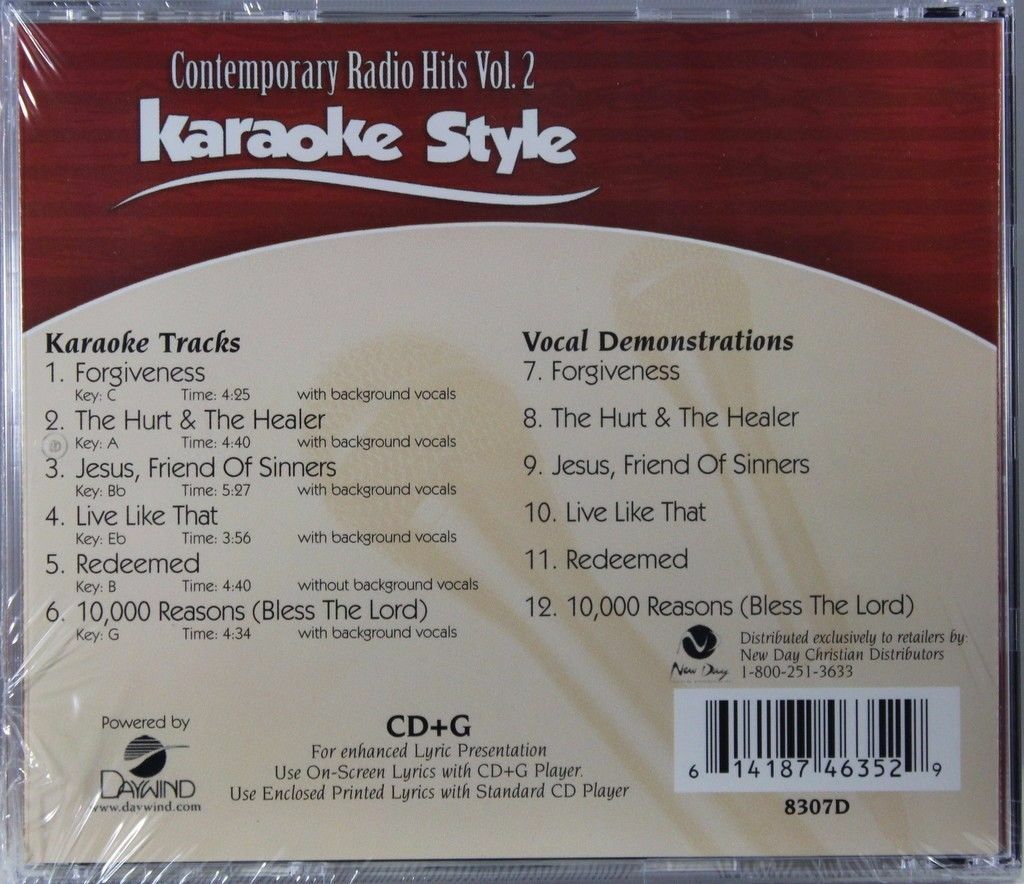 Contemporary Radio Hits Vol. 2
Karaoke Style
Karaoke Tracks
1. Forgiveness
Key: C Time: 4:25 with background vocals
2. The Hurt & The Healer
Key: A Time: 4:40 with background vocals
3. Jesus, Friend Of Sinners
Key: Bb Time: 5:27 with background vocals
4. Live Like That
Key: Eb Time: 3:56 with background vocals
5. Redeemed
Key: B Time: 4:40 without background vocals
6. 10,000 Reasons (Bless The Lord)
Key: G Time: 4:34 with background vocals
Vocal Demonstrations
7. Forgiveness
8. The Hurt & The Healer
9. Jesus, Friend Of Sinners
10. Live Like That
11. Redeemed
12. 10,000 Reasons (Bless The Lord)
New Day
Distributed exclusively to retailers by:
New Day Christian Distributors
1-800-251-3633
Powered by
DAYWIND
www.daywind.com
CD+G
For enhanced Lyric Presentation
Use On-Screen Lyrics with CD+G Player.
Use Enclosed Printed Lyrics with Standard CD Player
6 14187 46352 9
8307D